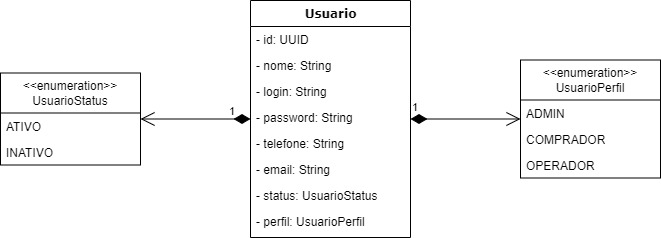 Usuario
- id: UUID
- nome: String
- login: String
- password: String
- telefone: String
- email: String
- status: UsuarioStatus
- perfil: UsuarioPerfil
<<enumeration>>
UsuarioStatus
ATIVO
INATIVO
1
1
<<enumeration>>
UsuarioPerfil
ADMIN
COMPRADOR
OPERADOR